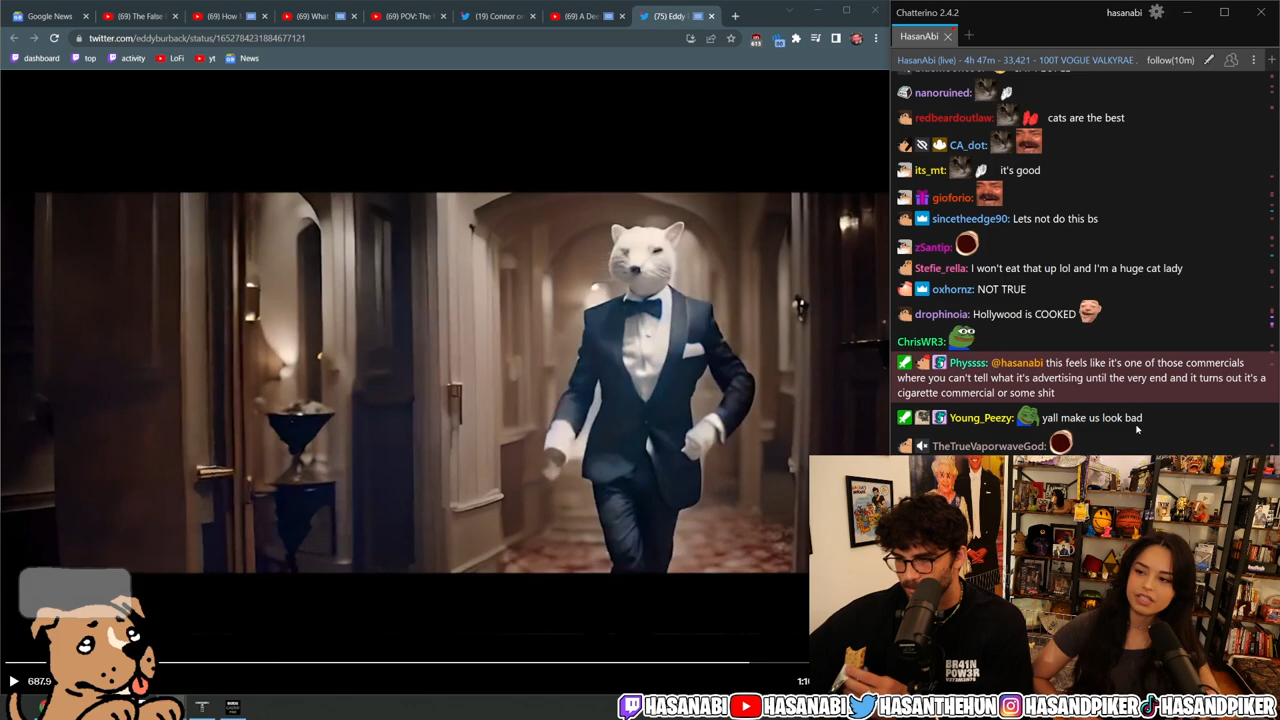 Google News
(69) The False
(69) How
(69) What
(69) POV: The
(19) Connor o
(69) A Dee
(75) Eddy
twitter.com/eddyburback/status/1652784231884677121
613
dashboard
top
activity
LoFi
yt
News
Chatterino 2.4.2
hasanabi
HasanAbi
HasanAbi (live) - 4h 47m - 33,421 - 100T VOGUE VALKYRAE .
follow(10m)
nanoruined:
redbeardoutlaw: cats are the best
CA_dot:
its_mt: it's good
gioforio:
sincetheedge90: Lets not do this bs
zSantip:
Stefie_rella: I won't eat that up lol and I'm a huge cat lady
oxhornz: NOT TRUE
drophinoia: Hollywood is COOKED
ChrisWR3:
Physsss: @hasanabi this feels like it's one of those commercials
where you can't tell what it's advertising until the very end and it turns out it's a
cigarette commercial or some shit
Young_Peezy: yall make us look bad
TheTrueVaporwaveGod:
BR41N
POW3R
687.9
HASANABI
HASANABI
HASANTHEHUN
HASANDPIKER
HASANDPIKER